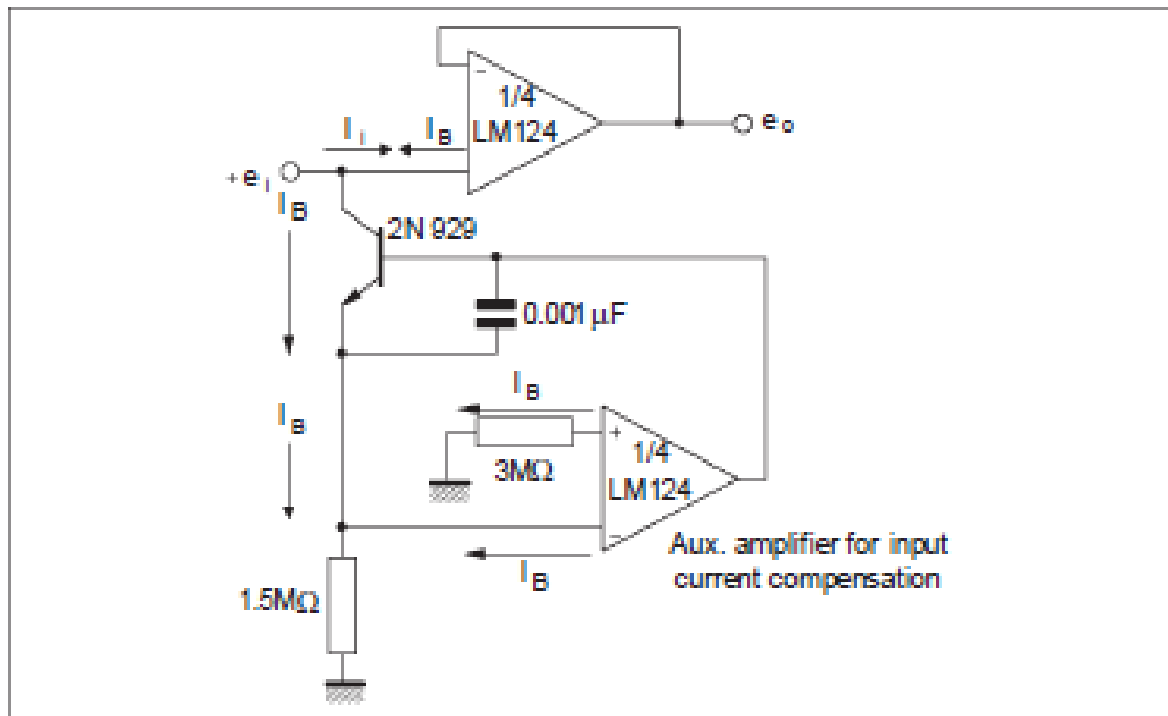 −
1/4
LM124
e o
I i
I B
+e i
I B
2N 929
0.001 µF
I B
I B
+
1/4
3MΩ
LM124
−
Aux. amplifier for input
current compensation
I B
1.5MΩ